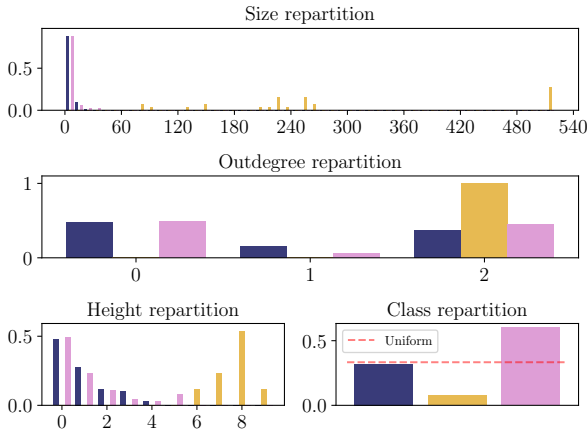 Size repartition
0.5
0.0
0 60 120 180 240 300 360 420 480 540
Outdegree repartition
1
0
0 1 2
Height repartition
0.5
0.0
0 2 4 6 8
Class repartition
Uniform
0.5
0.0